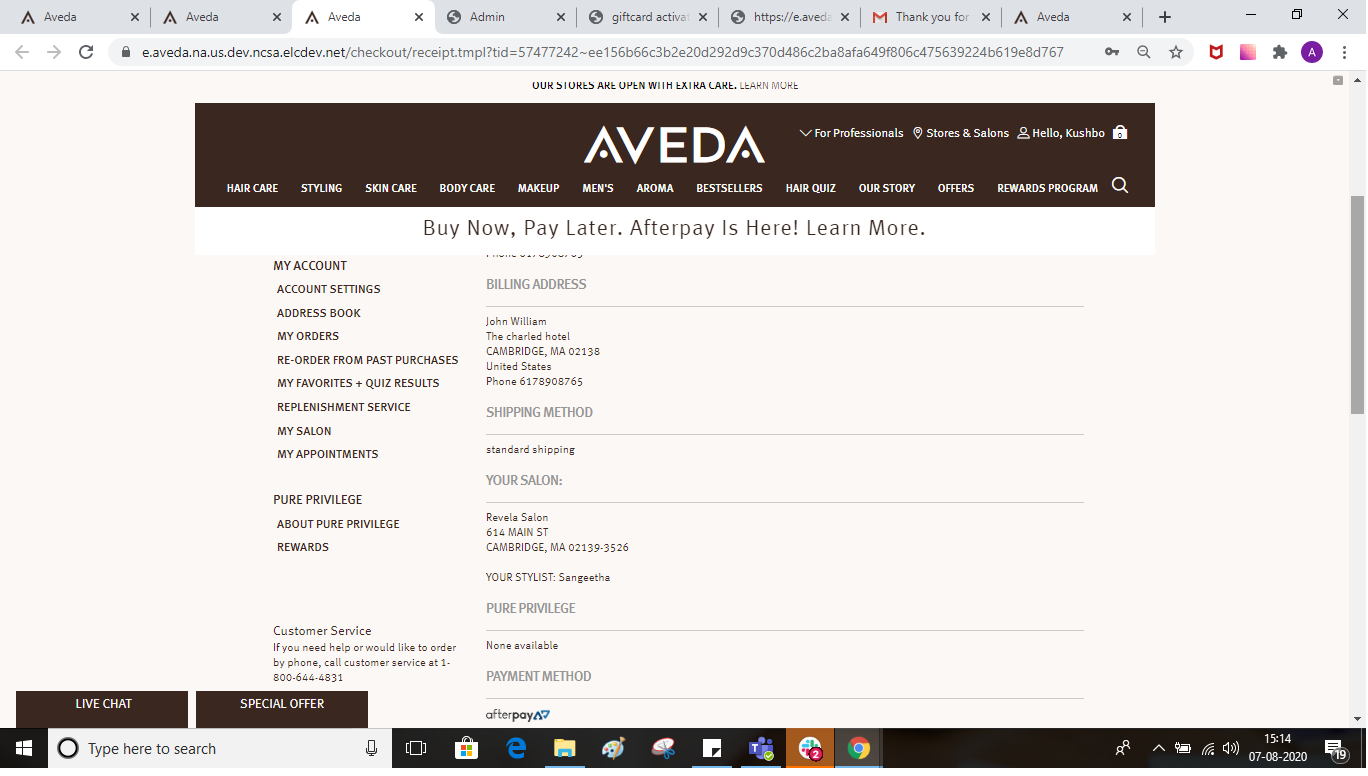 Aveda
Aveda
Aveda
Admin
giftcard activat
https://e.aveda
Thank you for
Aveda
e.aveda.na.us.dev.ncsa.elcdev.net/checkout/receipt.tmpl?tid=57477242~ee156b66c3b2e20d292d9c370d486c2ba8afa649f806c475639224b619e8d767
A
OUR STORES ARE OPEN WITH EXTRA CARE. LEARN MORE
AVEDA
For Professionals
Stores & Salons
Hello, Kushbo
0
HAIR CARE
STYLING
SKIN CARE
BODY CARE
MAKEUP
MEN'S
AROMA
BESTSELLERS
HAIR QUIZ
OUR STORY
OFFERS
REWARDS PROGRAM
Buy Now, Pay Later. Afterpay Is Here! Learn More.
MY ACCOUNT
ACCOUNT SETTINGS
ADDRESS BOOK
MY ORDERS
RE-ORDER FROM PAST PURCHASES
MY FAVORITES + QUIZ RESULTS
REPLENISHMENT SERVICE
MY SALON
MY APPOINTMENTS
PURE PRIVILEGE
ABOUT PURE PRIVILEGE
REWARDS
Customer Service
If you need help or would like to order
by phone, call customer service at 1-
800-644-4831
Phone 6178908765
BILLING ADDRESS
John William
The charled hotel
CAMBRIDGE, MA 02138
United States
Phone 6178908765
SHIPPING METHOD
standard shipping
YOUR SALON:
Revela Salon
614 MAIN ST
CAMBRIDGE, MA 02139-3526
YOUR STYLIST: Sangeetha
PURE PRIVILEGE
None available
PAYMENT METHOD
afterpay
LIVE CHAT
SPECIAL OFFER
Type here to search
2
15:14
07-08-2020
19